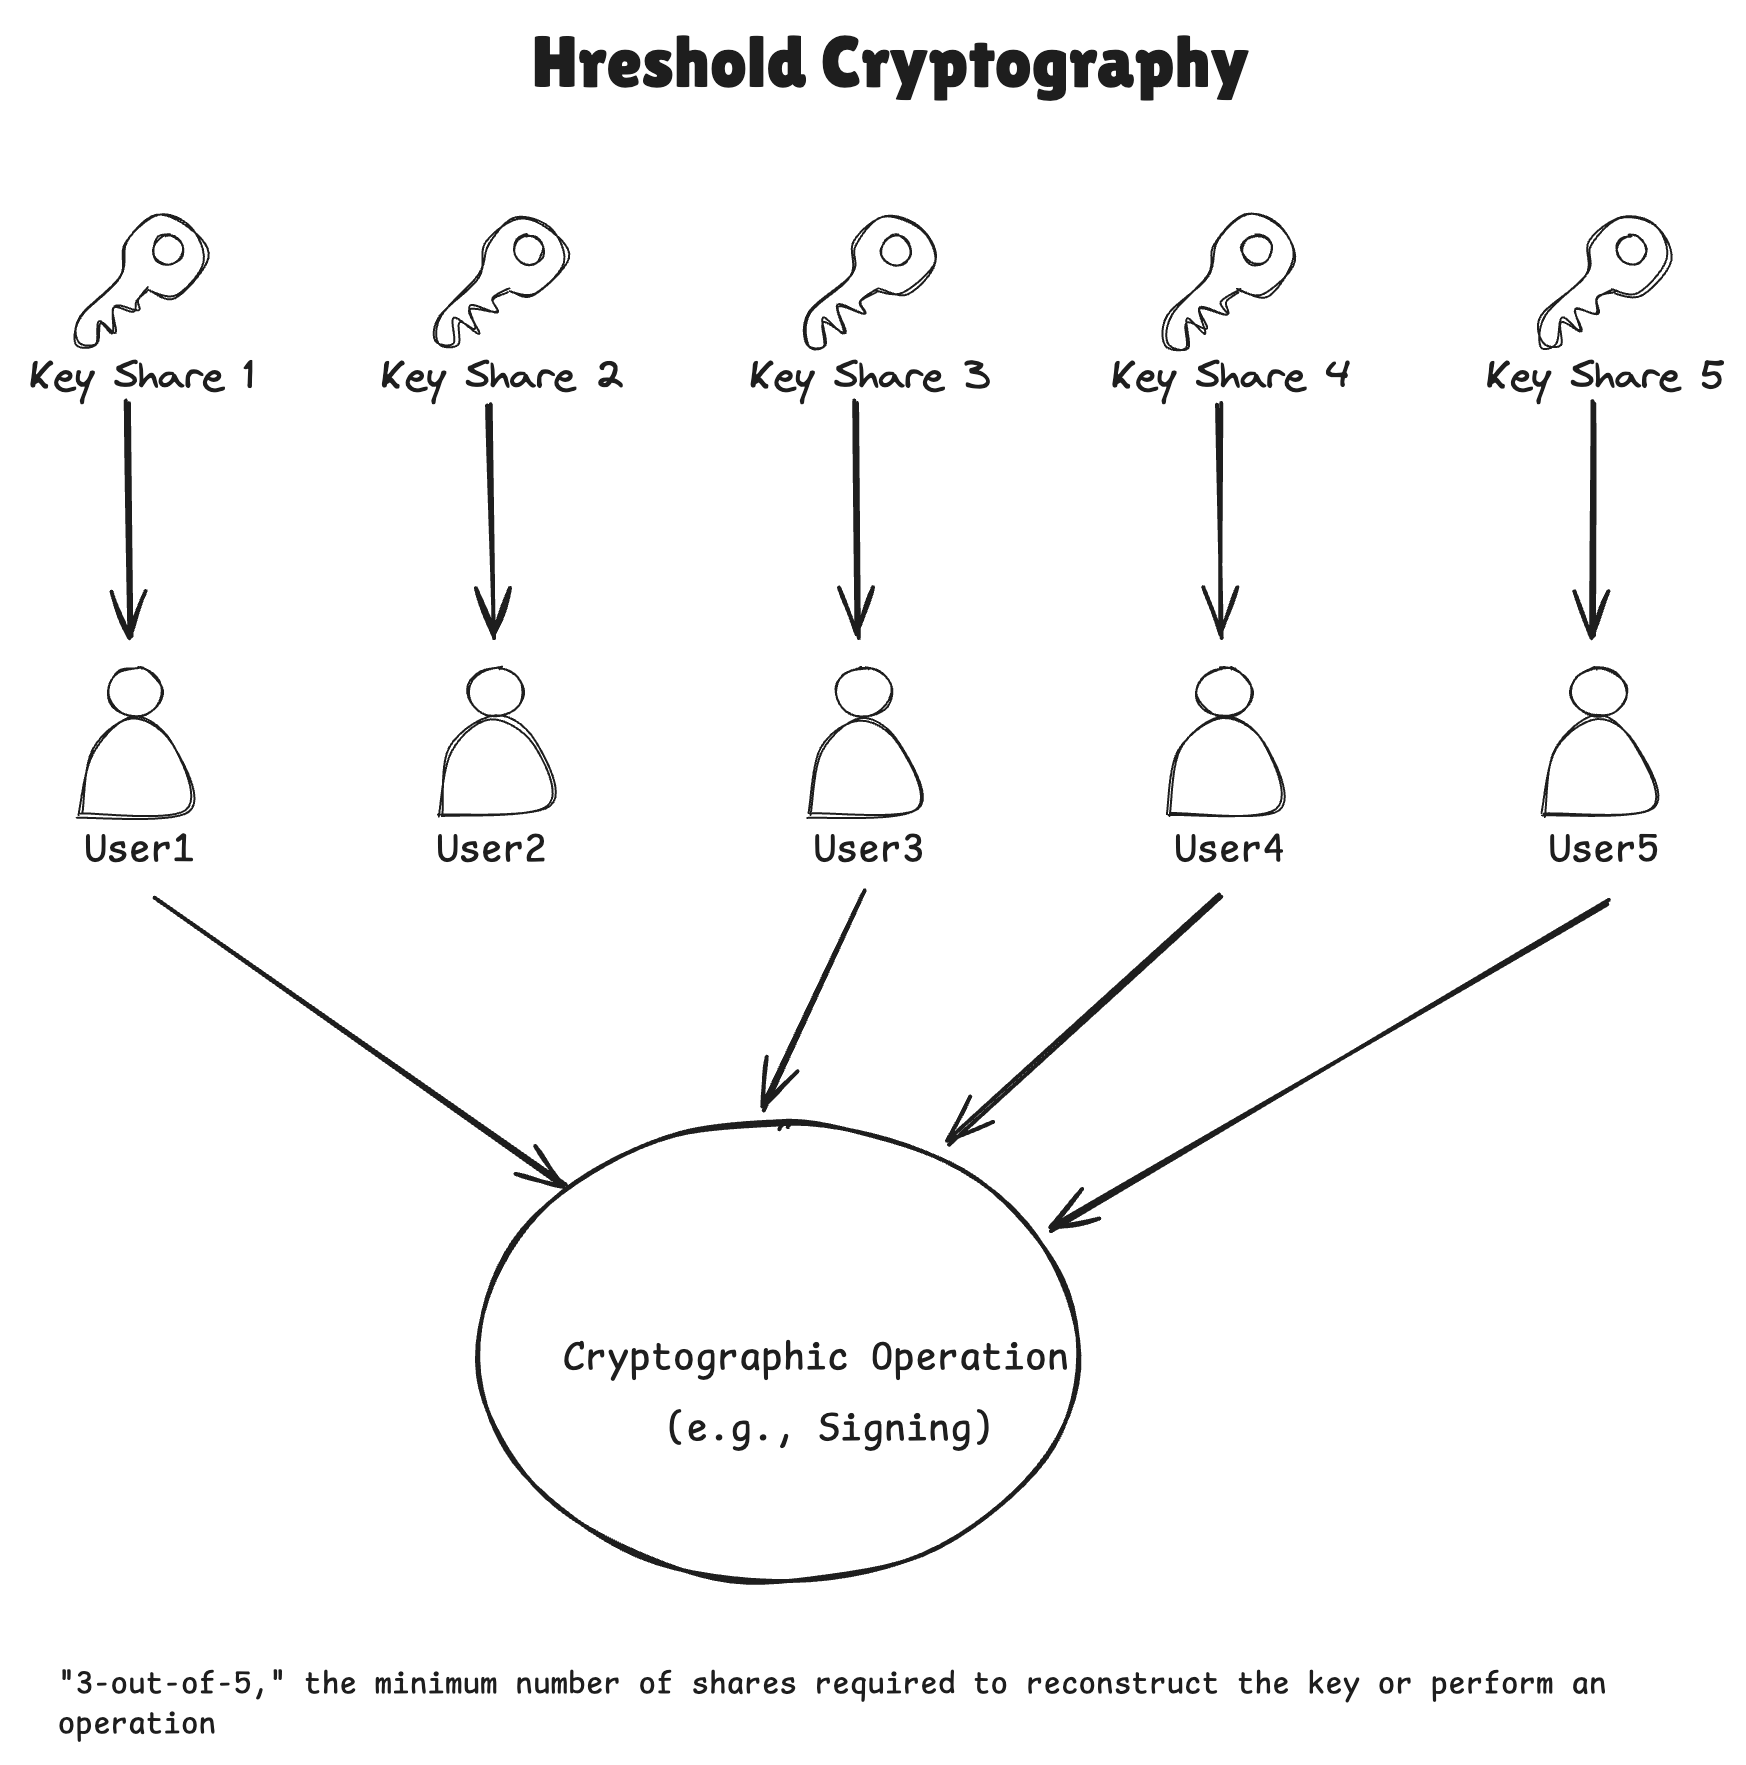 Hreshold Cryptography
Key Share 1
Key Share 2
Key Share 3
Key Share 4
Key Share 5
User1
User2
User3
User4
User5
Cryptographic Operation
(e.g., Signing)
"3-out-of-5," the minimum number of shares required to reconstruct the key or perform an
operation